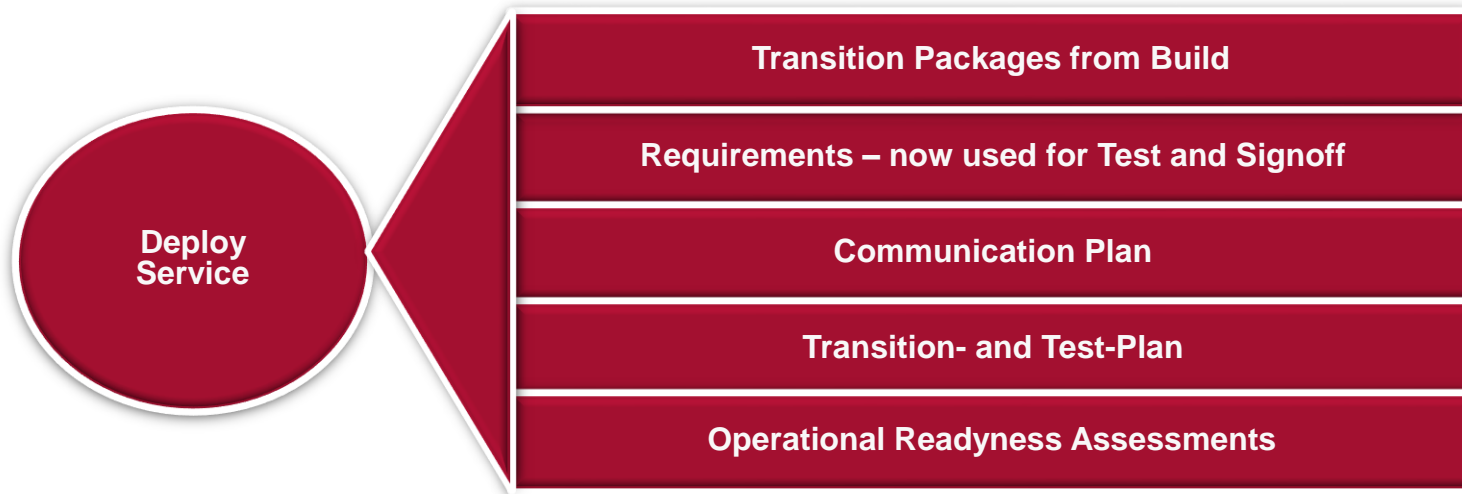 Deploy
Service
Transition Packages from Build
Requirements – now used for Test and Signoff
Communication Plan
Transition- and Test-Plan
Operational Readyness Assessments